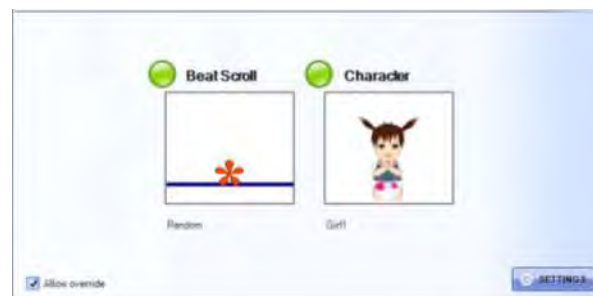 Beat Scroll
Character
Random
Girl1
Allow override
SETTINGS